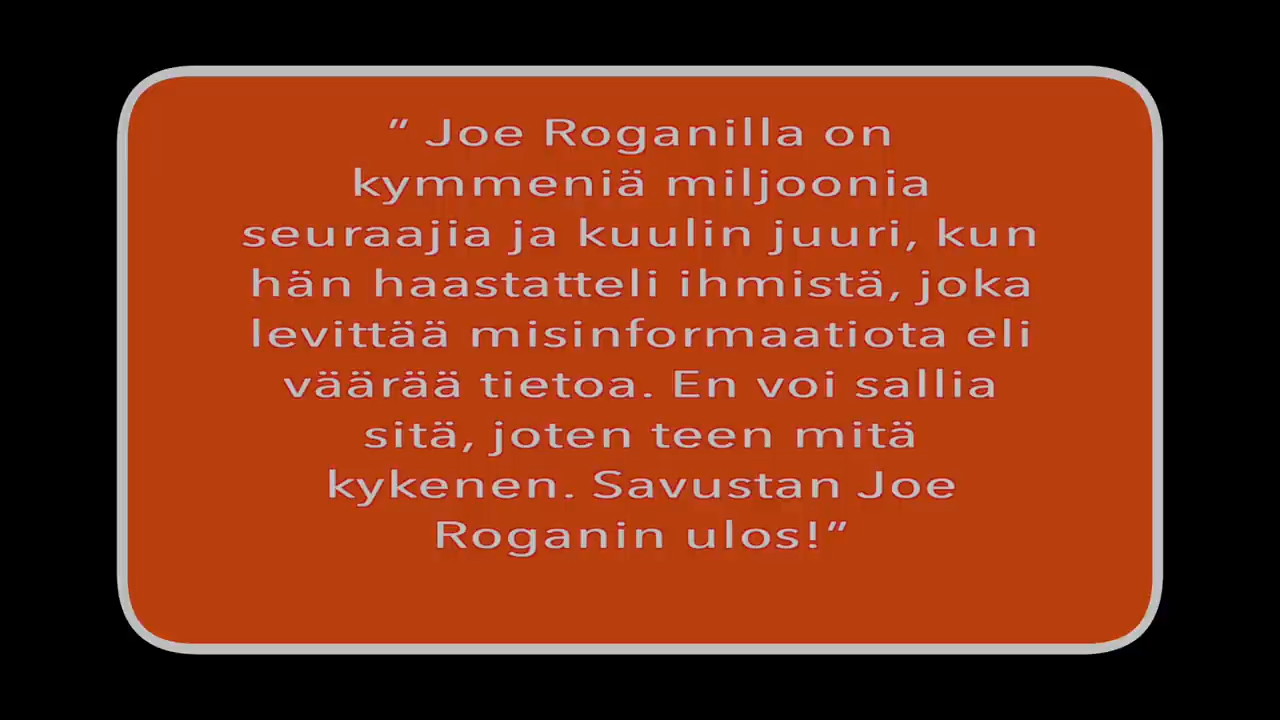 ” Joe Roganilla on
kymmeniä miljoonia
seuraajia ja kuulin juuri, kun
hän haastatteli ihmistä, joka
levittää misinformaatiota eli
väärää tietoa. En voi sallia
sitä, joten teen mitä
kykenen. Savustan Joe
Roganin ulos!”